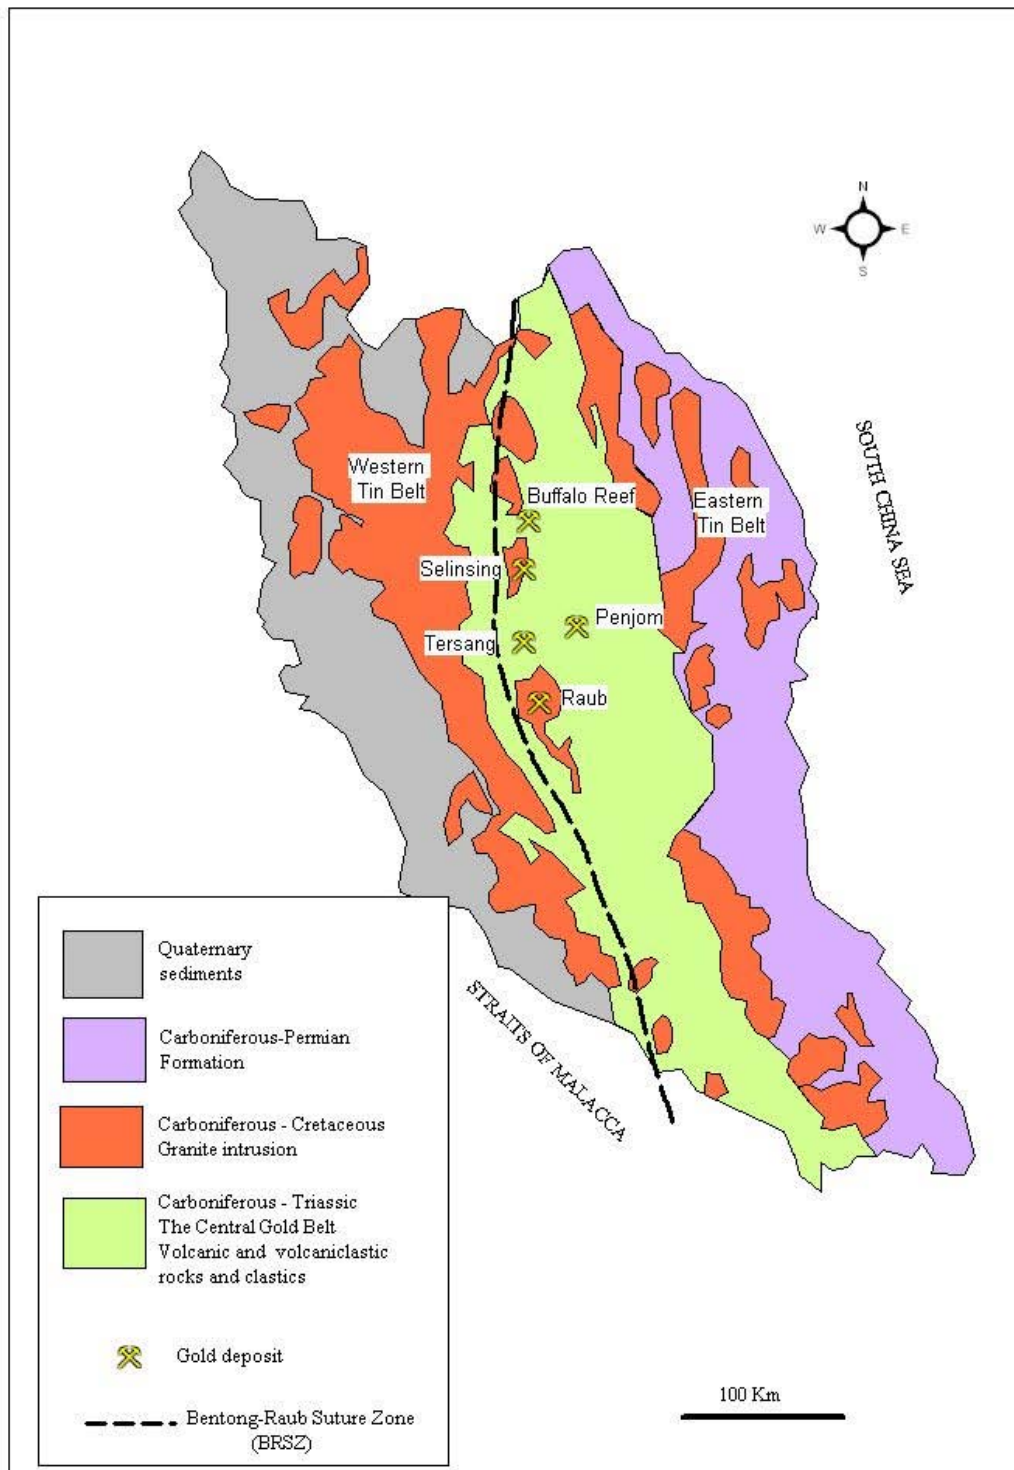 N
W E
S
SOUTH CHINA SEA
Western
Tin Belt
Buffalo Reef
Eastern
Tin Belt
Selinsing
Penjom
Tersang
Raub
STRAITS OF MALACCA
Quaternary
sediments
Carboniferous-Permian
Formation
Carboniferous - Cretaceous
Granite intrusion
Carboniferous - Triassic
The Central Gold Belt
Volcanic and volcaniclastic
rocks and clastics
Gold deposit
Bentong-Raub Suture Zone
(BRSZ)
100 Km